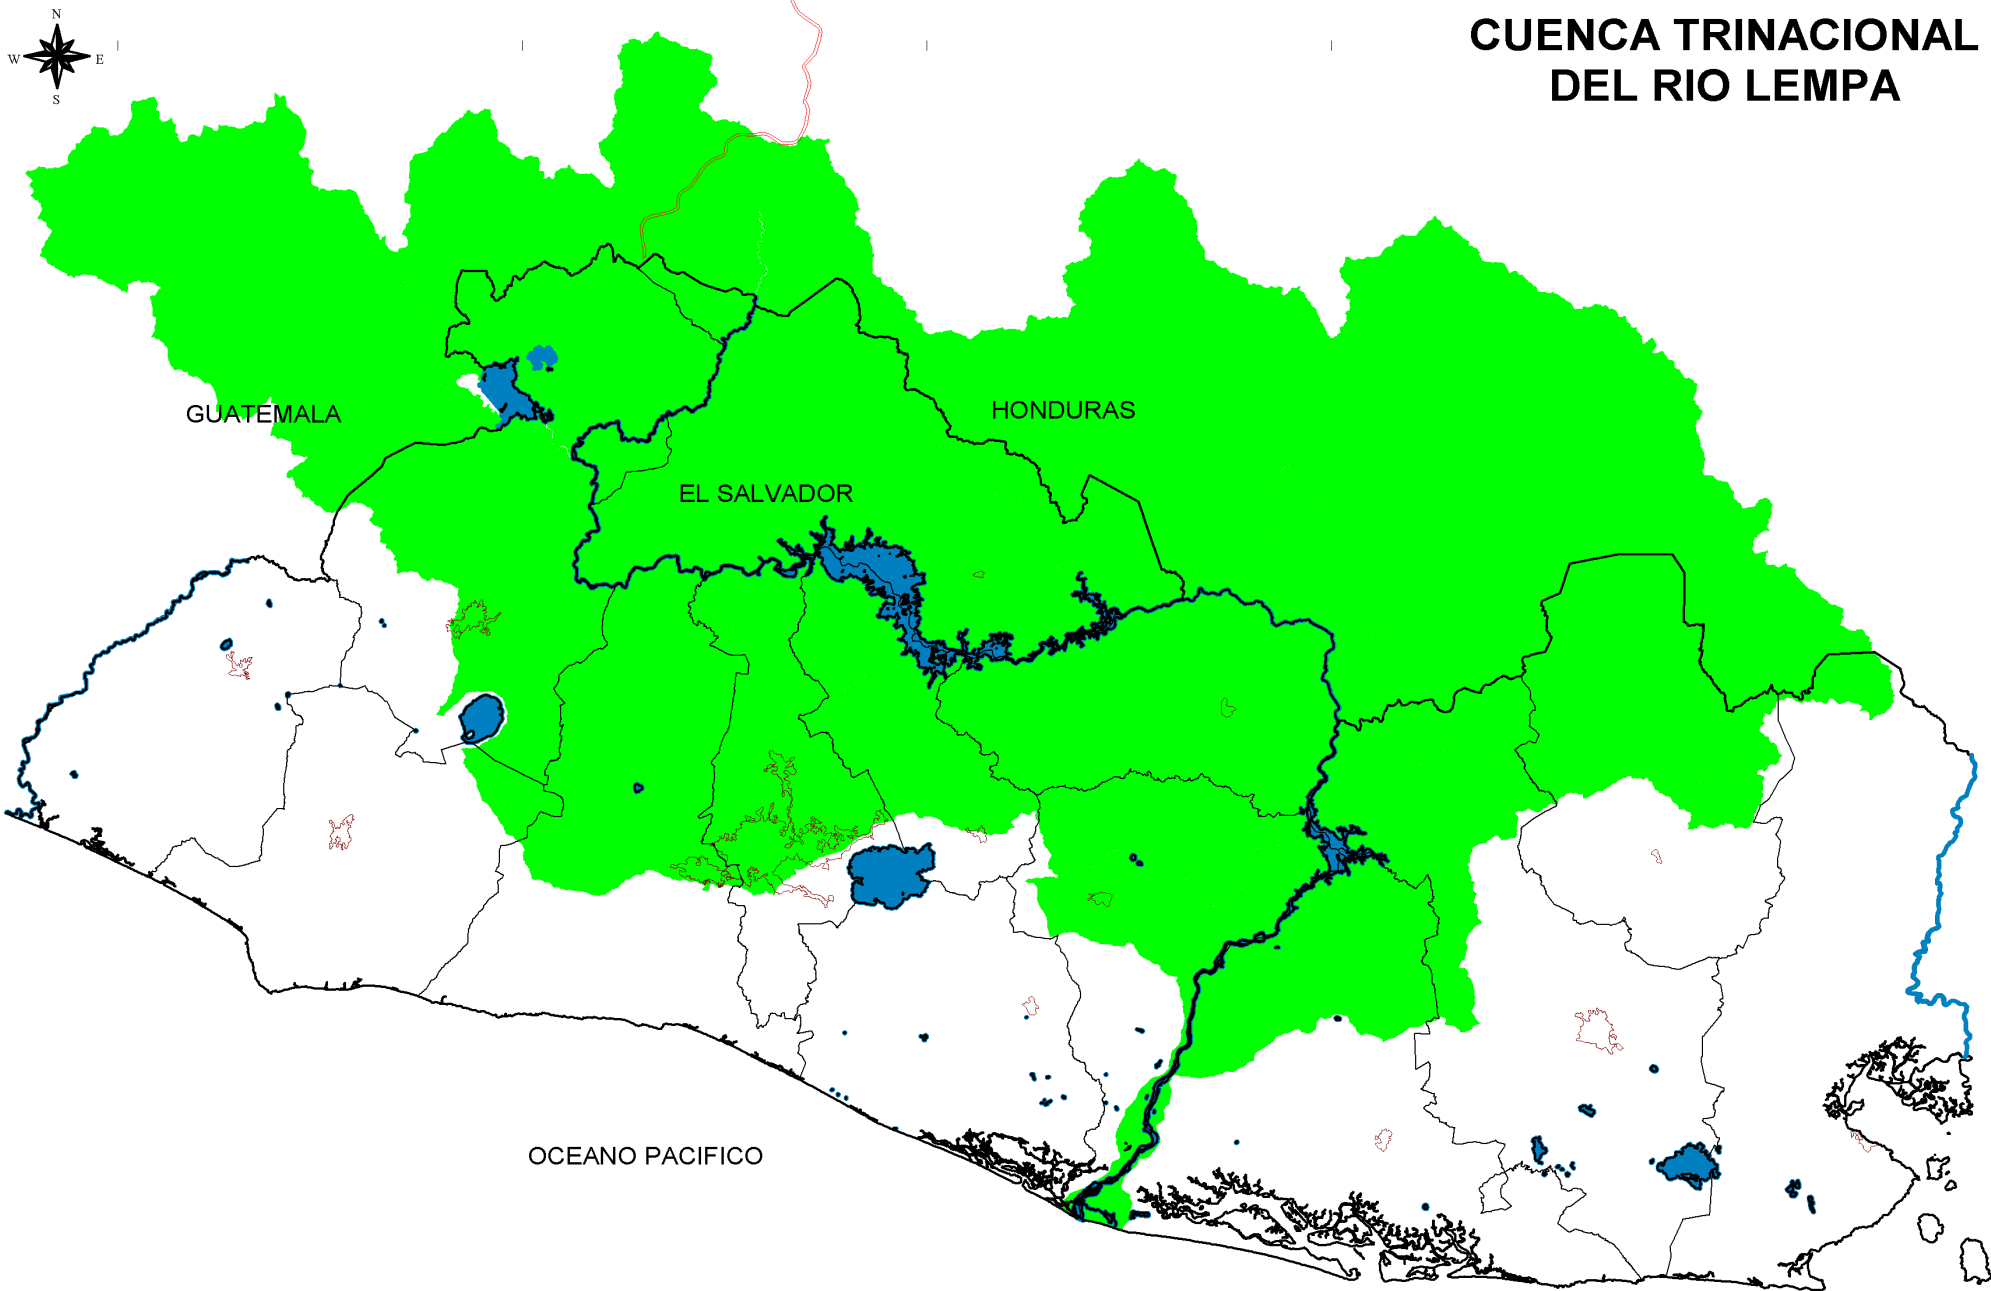 N
W E
S
CUENCA TRINACIONAL
DEL RIO LEMPA
GUATEMALA
HONDURAS
EL SALVADOR
OCEANO PACIFICO